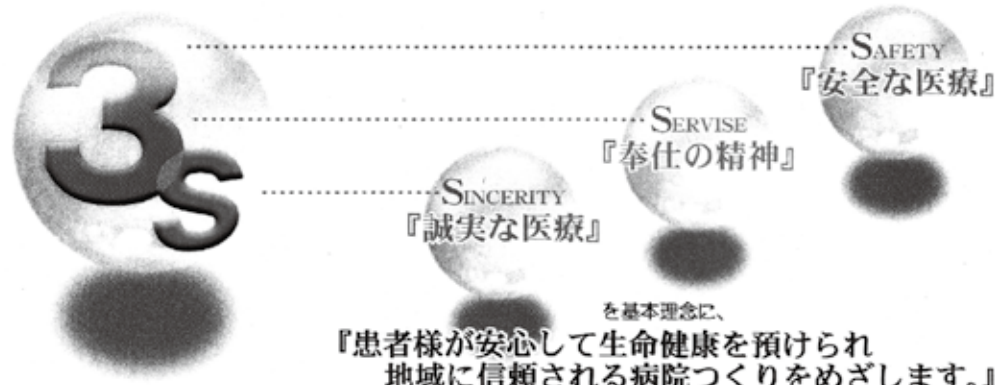 3S
SAFETY
『安全な医療』
SERVISE
『奉仕の精神』
SINCERITY
『誠実な医療』
を基本理念に、
『患者様が安心して生命健康を預けられ
地域に信頼される病院つくりをめざします。』